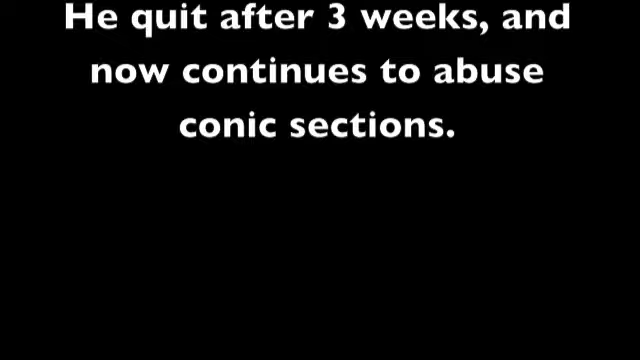 He quit after 3 weeks, and
now continues to abuse
conic sections.